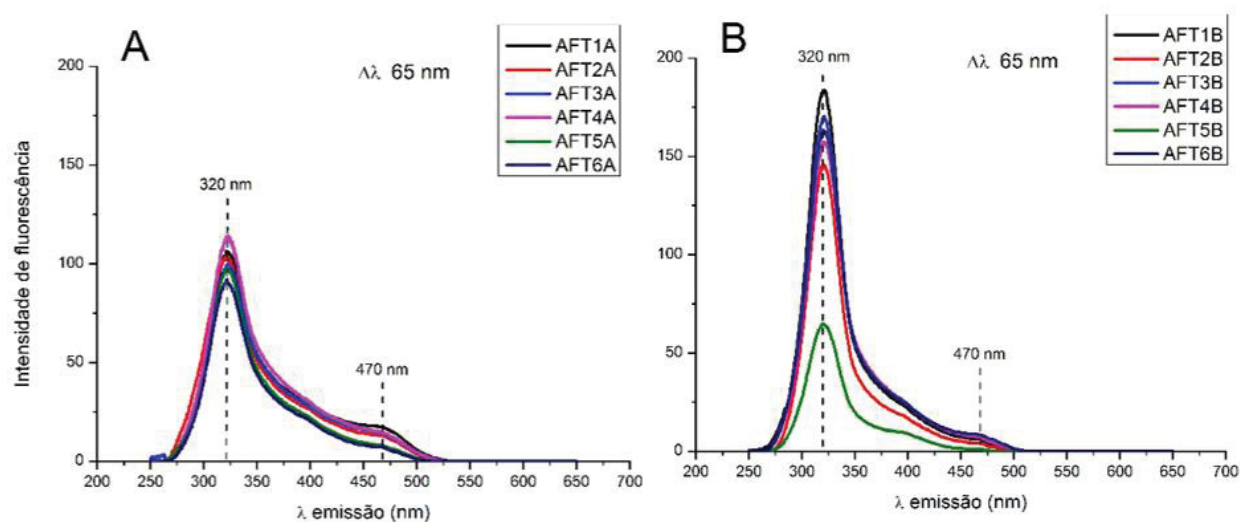 A
Δλ 65 nm
AFT1A
AFT2A
AFT3A
AFT4A
AFT5A
AFT6A
320 nm
470 nm
Intensidade de fluorescência
200
150
100
50
0
200 250 300 350 400 450 500 550 600 650 700
λ emissão (nm)
B
Δλ 65 nm
AFT1B
AFT2B
AFT3B
AFT4B
AFT5B
AFT6B
320 nm
470 nm
200
150
100
50
0
200 250 300 350 400 450 500 550 600 650 700
λ emissão (nm)